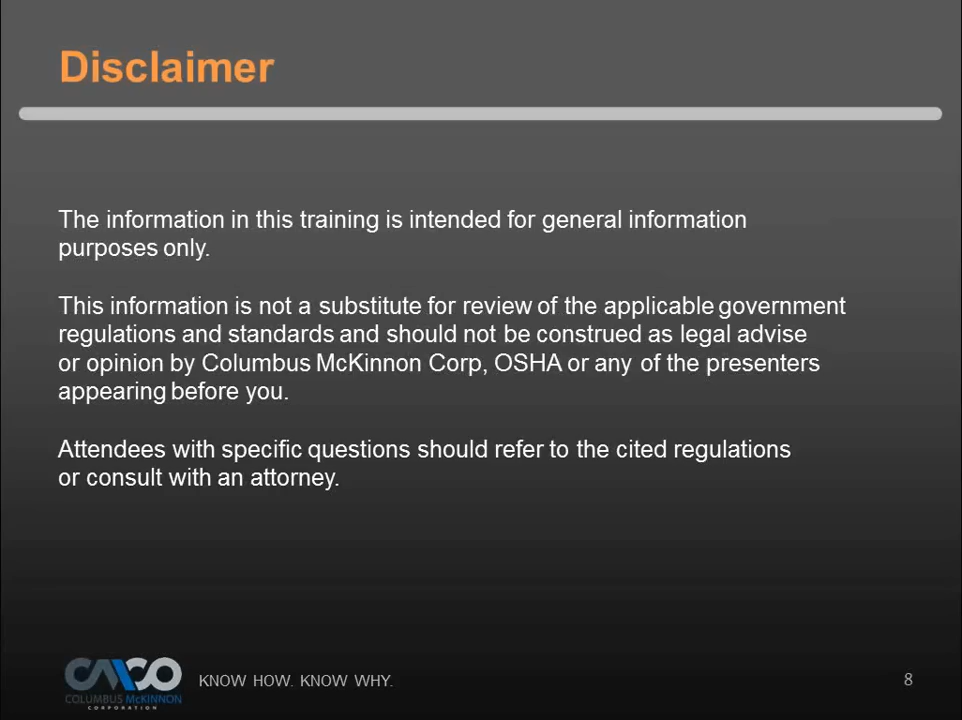 Disclaimer
The information in this training is intended for general information
purposes only.
This information is not a substitute for review of the applicable government
regulations and standards and should not be construed as legal advise
or opinion by Columbus McKinnon Corp, OSHA or any of the presenters
appearing before you.
Attendees with specific questions should refer to the cited regulations
or consult with an attorney.
CMCO
COLUMBUS McKINNON
CORPORATION
KNOW HOW. KNOW WHY.
8